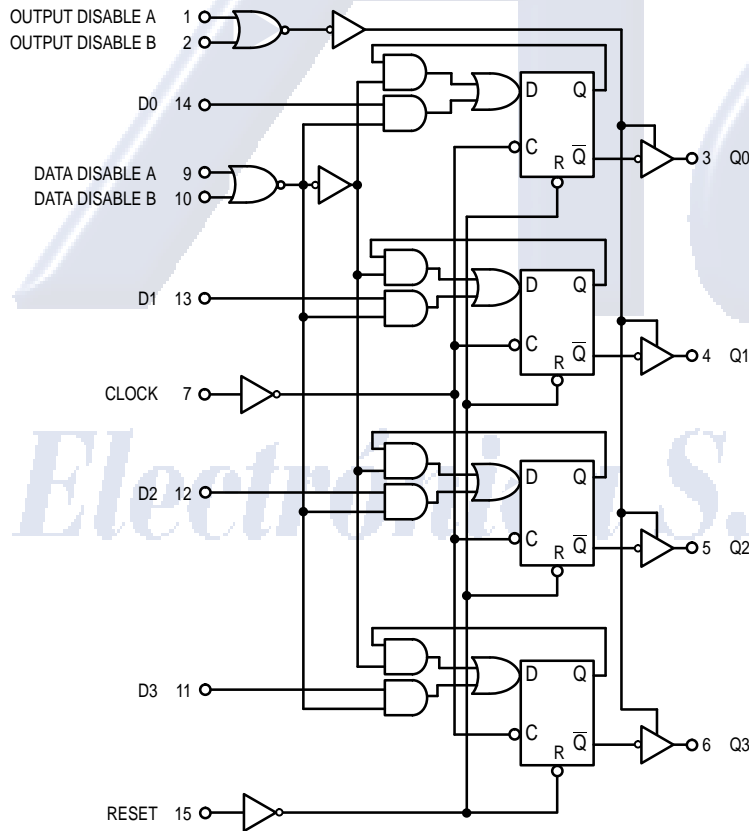 OUTPUT DISABLE A 1
OUTPUT DISABLE B 2
D0 14
D Q
C Q̅
R
3 Q0
DATA DISABLE A 9
DATA DISABLE B 10
D1 13
D Q
C Q̅
R
4 Q1
CLOCK 7
Electrónica S.
D2 12
D Q
C Q̅
R
5 Q2
D3 11
D Q
C Q̅
R
6 Q3
RESET 15